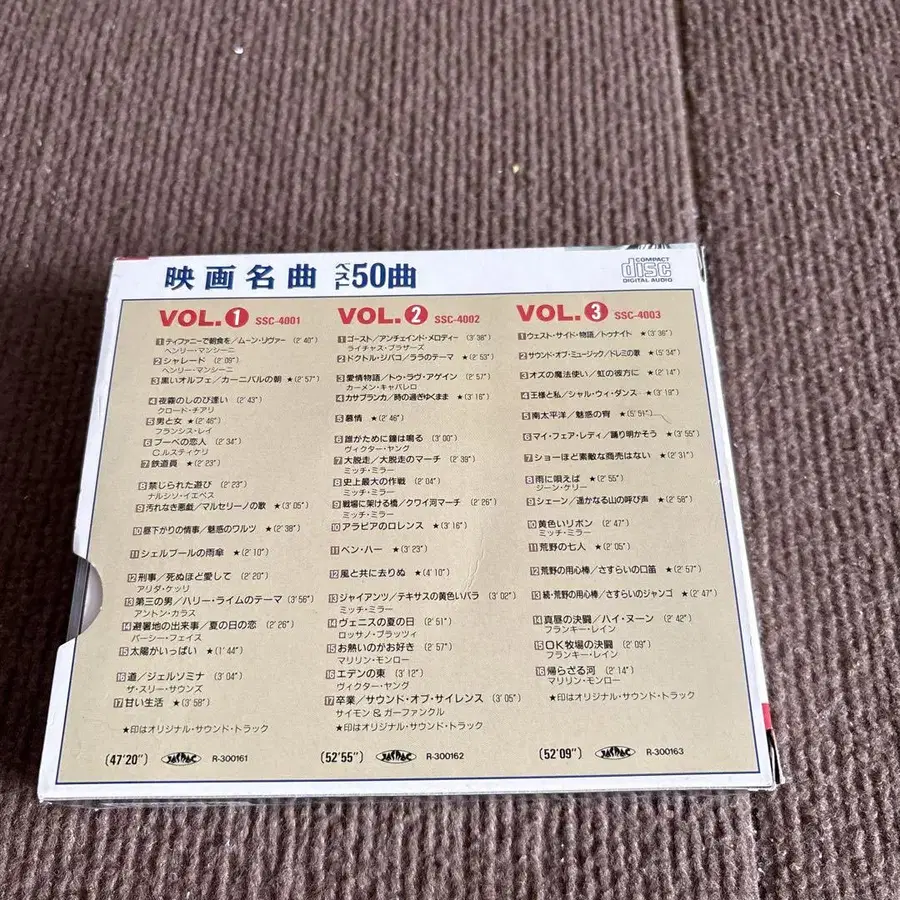 映画名曲 ベスト50曲
COMPACT
disc
DIGITAL AUDIO
VOL.1 SSC-4001
1 ティファニーで朝食を/ムーン・リヴァー (2'40")
ヘンリー・マンシーニ
2 シャレード (2'09")
ヘンリー・マンシーニ
3 黒いオルフェ/カーニバルの朝 ★(2'57")
4 夜霧のしのび逢い (2'43")
クロード・チアリ
5 男と女 ★(2'46")
フランシス・レイ
6 ブーベの恋人 (2'34")
C.ルスティケリ
7 鉄道員 ★(2'23")
8 禁じられた遊び (2'23")
ナルシソ・イエペス
9 汚れなき悪戯/マルセリーノの歌 ★(3'05")
10 昼下がりの情事/魅惑のワルツ ★(2'38")
11 シェルブールの雨傘 ★(2'10")
12 刑事/死ぬほど愛して (2'20")
アリダ・ケッリ
13 第三の男/ハリー・ライムのテーマ (3'56")
アントン・カラス
14 避暑地の出来事/夏の日の恋 (2'26")
パーシー・フェイス
15 太陽がいっぱい ★(1'44")
16 道/ジェルソミナ (3'04")
ザ・スリー・サウンズ
17 甘い生活 ★(3'58")
★印はオリジナル・サウンド・トラック
(47'20") JASRAC R-300161
VOL.2 SSC-4002
1 ゴースト/アンチェインド・メロディー (3'36")
ライチャス・ブラザーズ
2 ドクトル・ジバコ/ララのテーマ ★(2'53")
3 愛情物語/トゥ・ラヴ・アゲイン (2'57")
カーメン・キャバレロ
4 カサブランカ/時の過ぎゆくまま ★(3'16")
5 慕情 ★(2'46")
6 誰がために鐘は鳴る (3'00")
ヴィクター・ヤング
7 大脱走/大脱走のマーチ (2'39")
ミッチ・ミラー
8 史上最大の作戦 (2'04")
ミッチ・ミラー
9 戦場に架ける橋/クワイ河マーチ (2'26")
ミッチ・ミラー
10 アラビアのロレンス ★(3'16")
11 ベン・ハー ★(3'23")
12 風と共に去りぬ ★(4'10")
13 ジャイアンツ/テキサスの黄色いバラ (3'02")
ミッチ・ミラー
14 ヴェニスの夏の日 (2'51")
ロッサノ・ブラッツィ
15 お熱いのがお好き (2'57")
マリリン・モンロー
16 エデンの東 (3'12")
ヴィクター・ヤング
17 卒業/サウンド・オブ・サイレンス (3'05")
サイモン&ガーファンクル
★印はオリジナル・サウンド・トラック
(52'55") JASRAC R-300162
VOL.3 SSC-4003
1 ウェスト・サイド・物語/トゥナイト ★(3'36")
2 サウンド・オブ・ミュージック/ドレミの歌 ★(5'34")
3 オズの魔法使い/虹の彼方に ★(2'14")
4 王様と私/シャル・ウィ・ダンス ★(3'19")
5 南太平洋/魅惑の宵 ★(5'51")
6 マイ・フェア・レディ/踊り明かそう ★(3'55")
7 ショーほど素敵な商売はない ★(2'31")
8 雨に唄えば ★(2'55")
ジーン・ケリー
9 シェーン/遥かなる山の呼び声 ★(2'58")
10 黄色いリボン (2'47")
ミッチ・ミラー
11 荒野の七人 ★(2'05")
12 荒野の用心棒/さすらいの口笛 ★(2'57")
13 続・荒野の用心棒/さすらいのジャンゴ ★(2'47")
14 真昼の決闘/ハイ・ヌーン (2'42")
フランキー・レイン
15 OK牧場の決闘 (2'09")
フランキー・レイン
16 帰らざる河 (2'14")
マリリン・モンロー
★印はオリジナル・サウンド・トラック
(52'09") JASRAC R-300163